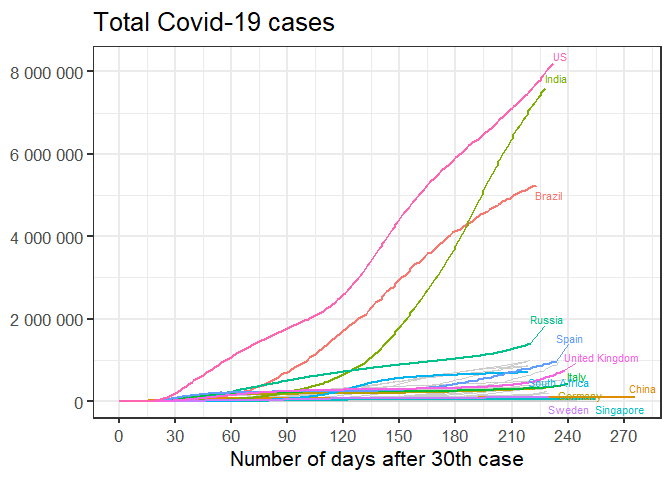 Total Covid-19 cases
8 000 000
6 000 000
4 000 000
2 000 000
0
US
India
Brazil
Russia
Spain
United Kingdom
Italy
South Africa
China
Germany
Sweden
Singapore
0 30 60 90 120 150 180 210 240 270
Number of days after 30th case